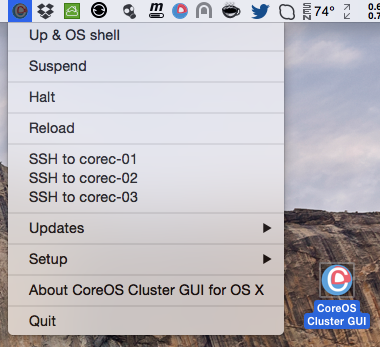 SEN 74° 0.6
0.7
Up & OS shell
Suspend
Halt
Reload
SSH to corec-01
SSH to corec-02
SSH to corec-03
Updates
Setup
About CoreOS Cluster GUI for OS X
Quit
CoreOS
Cluster GUI